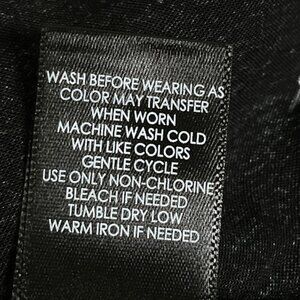 WASH BEFORE WEARING AS
COLOR MAY TRANSFER
WHEN WORN
MACHINE WASH COLD
WITH LIKE COLORS
GENTLE CYCLE
USE ONLY NON-CHLORINE
BLEACH IF NEEDED
TUMBLE DRY LOW
WARM IRON IF NEEDED